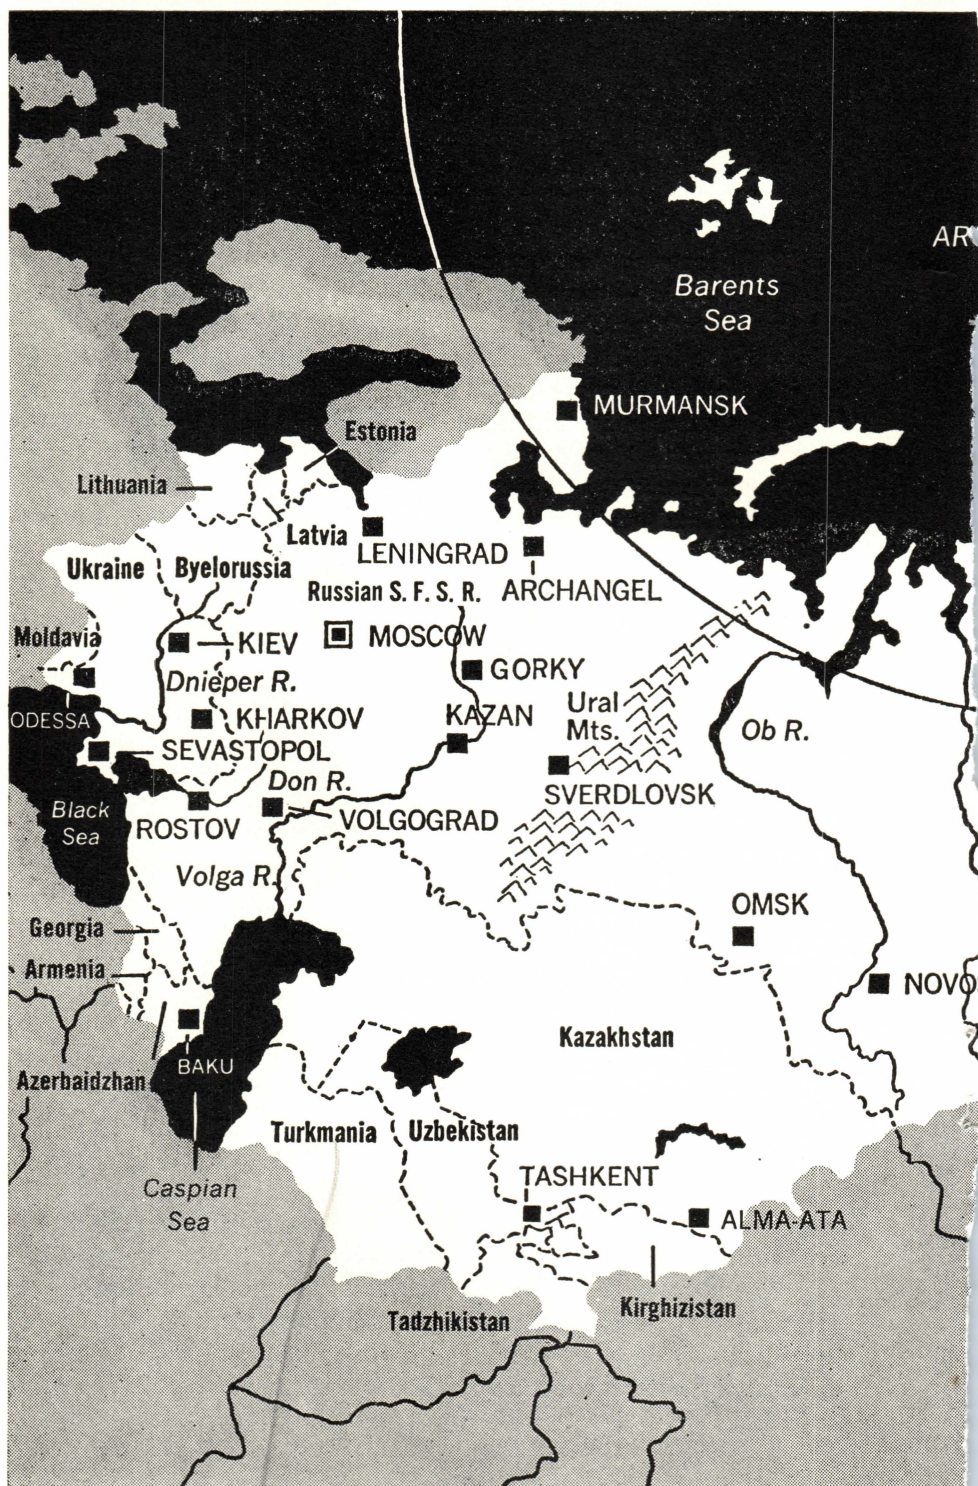 AR
Barents
Sea
MURMANSK
Estonia
Lithuania
Latvia
LENINGRAD
Ukraine
Byelorussia
Russian S. F. S. R.
ARCHANGEL
Moldavia
KIEV
MOSCOW
GORKY
Dnieper R.
Ural
Mts.
ODESSA
KHARKOV
KAZAN
Ob R.
SEVASTOPOL
Don R.
SVERDLOVSK
Black
Sea
ROSTOV
VOLGOGRAD
Volga R.
OMSK
Georgia
Armenia
NOVO
Kazakhstan
BAKU
Azerbaidzhan
Turkmania
Uzbekistan
TASHKENT
Caspian
Sea
ALMA-ATA
Kirghizistan
Tadzhikistan